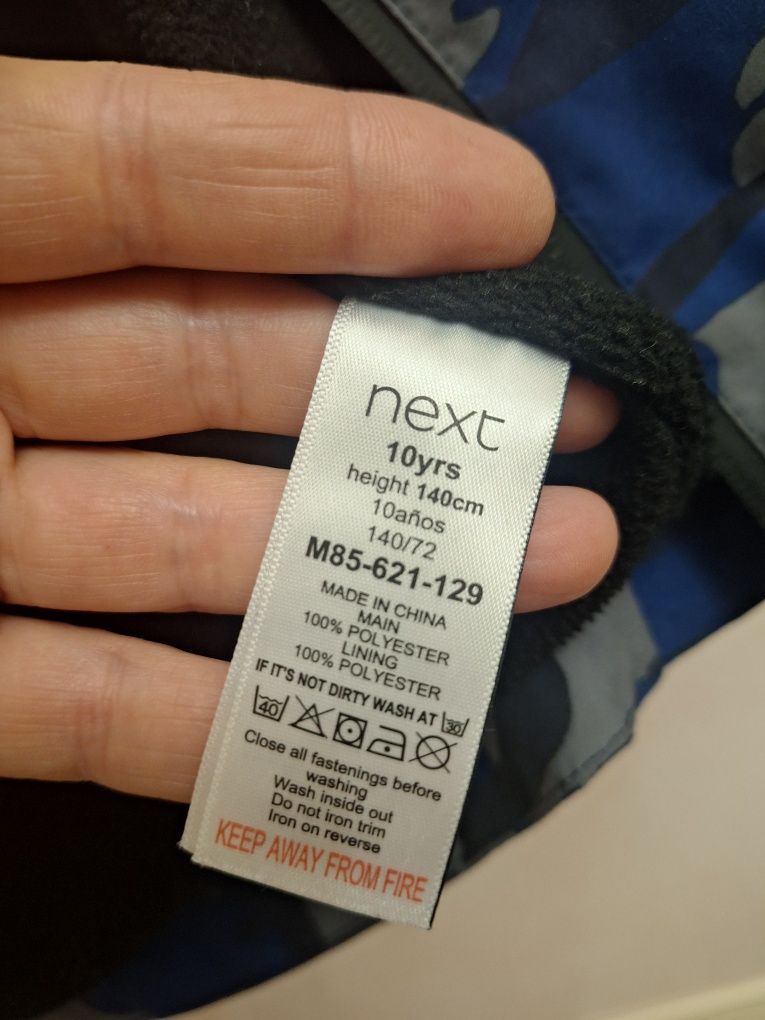 next
10yrs
height 140cm
10años
140/72
M85-621-129
MADE IN CHINA
MAIN
100% POLYESTER
LINING
100% POLYESTER
IF IT'S NOT DIRTY WASH AT 30
40
Close all fastenings before
washing
Wash inside out
Do not iron trim
Iron on reverse
KEEP AWAY FROM FIRE